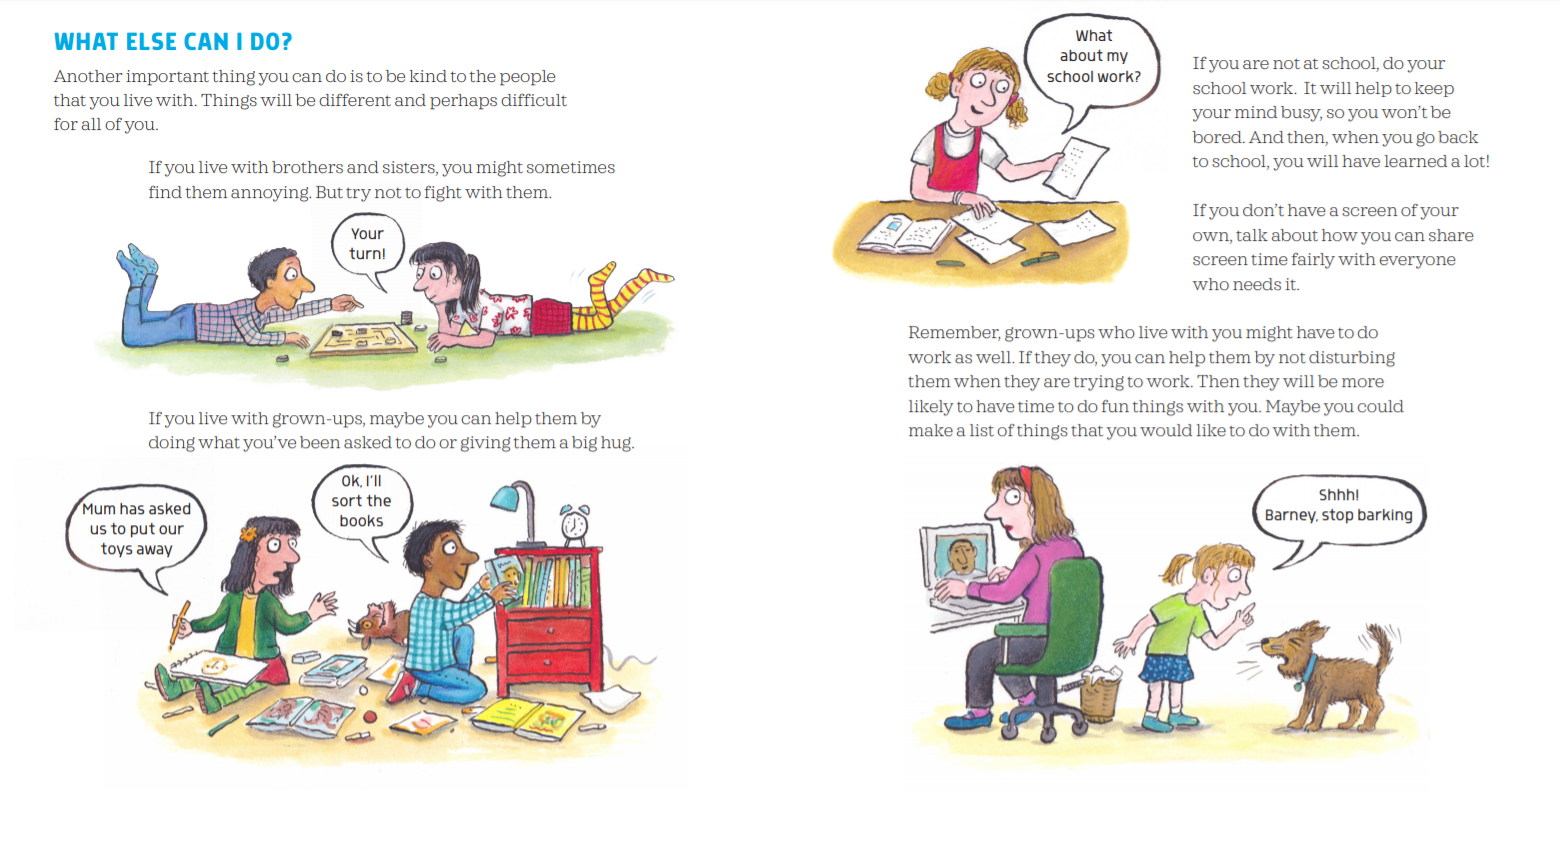 WHAT ELSE CAN I DO?
Another important thing you can do is to be kind to the people
that you live with. Things will be different and perhaps difficult
for all of you.
If you live with brothers and sisters, you might sometimes
find them annoying. But try not to fight with them.
Your
turn!
If you live with grown-ups, maybe you can help them by
doing what you've been asked to do or giving them a big hug.
Mum has asked
us to put our
toys away
Ok, I'll
sort the
books
What
about my
school work?
If you are not at school, do your
school work.  It will help to keep
your mind busy, so you won't be
bored. And then, when you go back
to school, you will have learned a lot!
If you don't have a screen of your
own, talk about how you can share
screen time fairly with everyone
who needs it.
Remember, grown-ups who live with you might have to do
work as well. If they do, you can help them by not disturbing
them when they are trying to work. Then they will be more
likely to have time to do fun things with you. Maybe you could
make a list of things that you would like to do with them.
Shhh!
Barney, stop barking